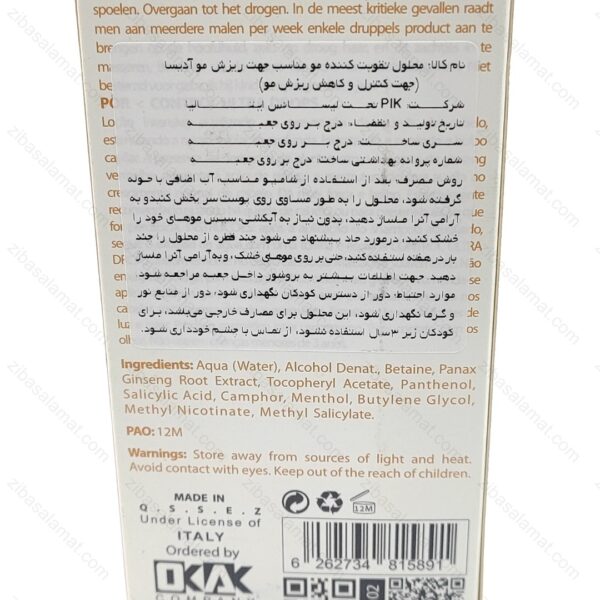 spoelen. Overgaan tot het drogen. In de meest kritieke gevallen raadt
men aan meerdere malen per week enkele druppels product aan te
نام کالا: محلول تقویت کننده مو مناسب جهت ریزش مو آدیسا
(جهت کنترل و کاهش ریزش مو)
شرکت: PIK تحت لیسانس ایتالیا
تاریخ تولید و انقضاء: درج بر روی جعبه
سری ساخت: درج بر روی جعبه
شماره پروانه بهداشتی ساخت: درج بر روی جعبه
روش مصرف: بعد از استفاده از شامپو مناسب، آب اضافی با حوله
گرفته شود، محلول را به طور مساوی روی پوست سر پخش کنید و به
آرامی آنرا ماساژ دهید، بدون نیاز به آبکشی، سپس موهای خود را
خشک کنید، در مورد حاد پیشنهاد می شود چند قطره از محلول را چند
بار در هفته استفاده کنید، حتی بر روی موهای خشک، و به آرامی آنرا ماساژ
دهید جهت اطلاعات بیشتر به بروشور داخل جعبه مراجعه شود.
موارد احتیاط: دور از دسترس کودکان نگهداری شود، دور از منابع نور
و گرما نگهداری شود، این محلول برای مصارف خارجی می‌باشد، برای
کودکان زیر ۳ سال استفاده نشود، از تماس با چشم خودداری شود.
Ingredients: Aqua (Water), Alcohol Denat., Betaine, Panax
Ginseng Root Extract, Tocopheryl Acetate, Panthenol,
Salicylic Acid, Camphor, Menthol, Butylene Glycol,
Methyl Nicotinate, Methyl Salicylate.
PAO: 12M
Warnings: Store away from sources of light and heat.
Avoid contact with eyes. Keep out of the reach of children.
MADE IN
Q.S.S.E.Z
Under License of
ITALY
Ordered by
OKAK
COMPANY
12M
6 262734 815891
02
zibasalamat.com